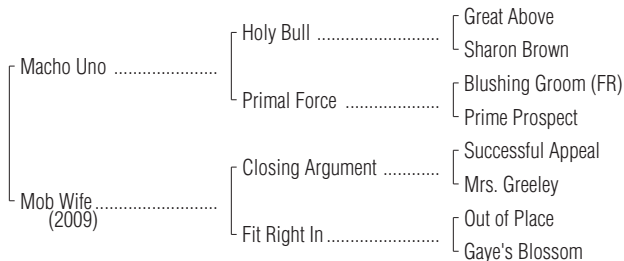 Great Above
Holy Bull ....................
Sharon Brown
Macho Uno .....................
Blushing Groom (FR)
Primal Force ...................
Prime Prospect
Successful Appeal
Closing Argument ...........
Mrs. Greeley
Mob Wife.........................
(2009)
Out of Place
Fit Right In.......................
Gaye's Blossom